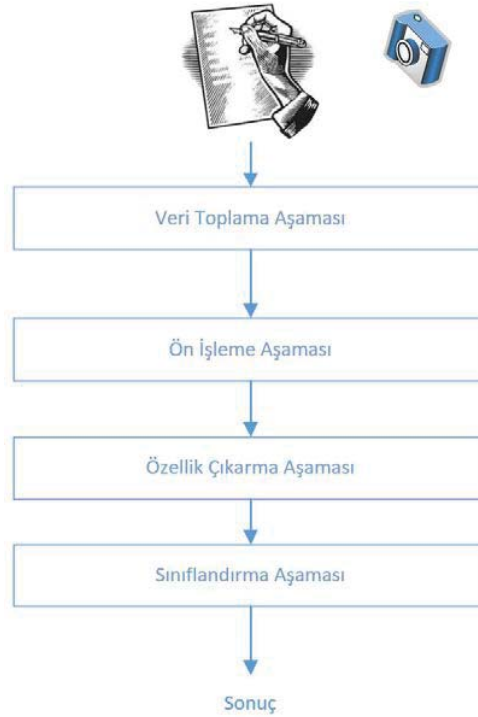 Veri Toplama Aşaması
Ön İşleme Aşaması
Özellik Çıkarma Aşaması
Sınıflandırma Aşaması
Sonuç